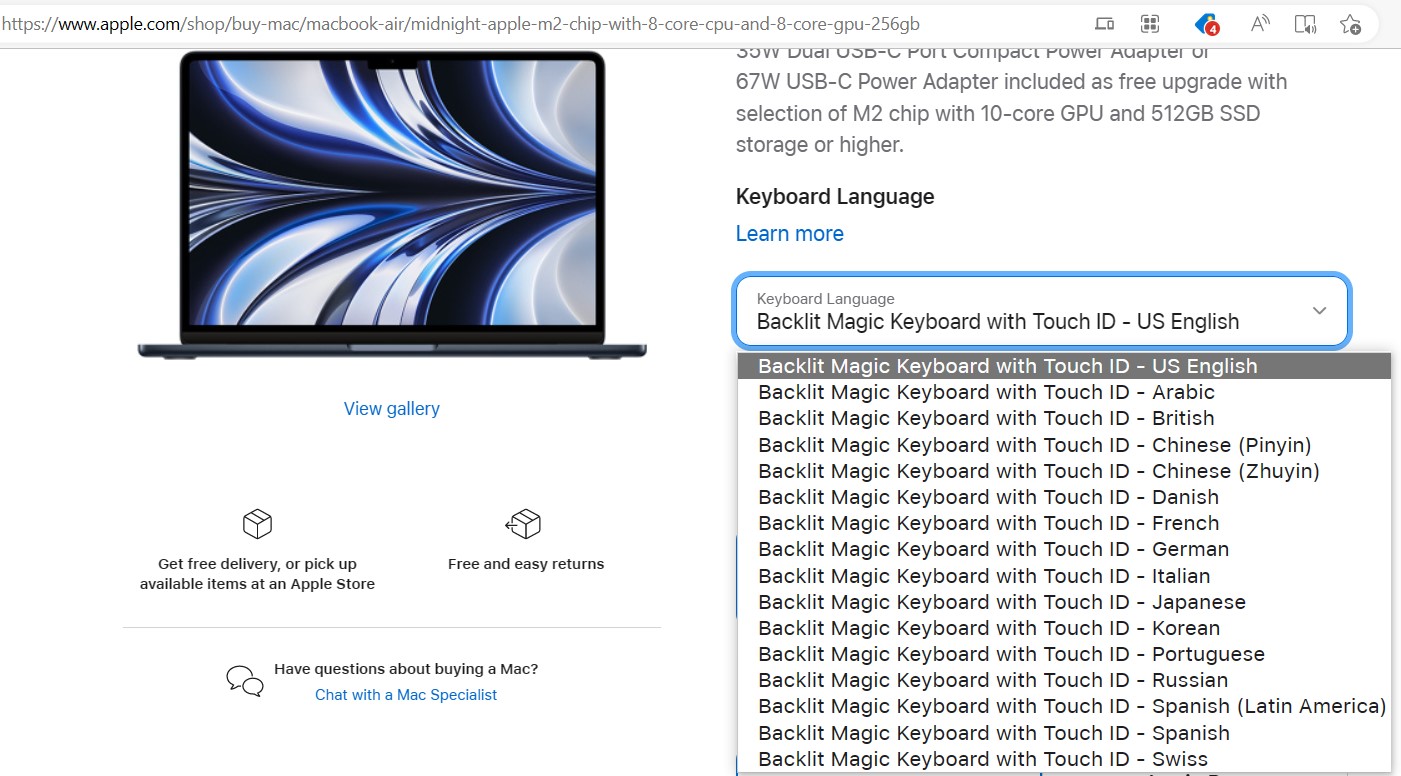 https://www.apple.com/shop/buy-mac/macbook-air/midnight-apple-m2-chip-with-8-core-cpu-and-8-core-gpu-256gb
4
35W Dual USB-C Port Compact Power Adapter or
67W USB-C Power Adapter included as free upgrade with
selection of M2 chip with 10-core GPU and 512GB SSD
storage or higher.
Keyboard Language
Learn more
Keyboard Language
Backlit Magic Keyboard with Touch ID - US English
Backlit Magic Keyboard with Touch ID - US English
Backlit Magic Keyboard with Touch ID - Arabic
Backlit Magic Keyboard with Touch ID - British
Backlit Magic Keyboard with Touch ID - Chinese (Pinyin)
Backlit Magic Keyboard with Touch ID - Chinese (Zhuyin)
Backlit Magic Keyboard with Touch ID - Danish
Backlit Magic Keyboard with Touch ID - French
Backlit Magic Keyboard with Touch ID - German
Backlit Magic Keyboard with Touch ID - Italian
Backlit Magic Keyboard with Touch ID - Japanese
Backlit Magic Keyboard with Touch ID - Korean
Backlit Magic Keyboard with Touch ID - Portuguese
Backlit Magic Keyboard with Touch ID - Russian
Backlit Magic Keyboard with Touch ID - Spanish (Latin America)
Backlit Magic Keyboard with Touch ID - Spanish
Backlit Magic Keyboard with Touch ID - Swiss
View gallery
Get free delivery, or pick up
available items at an Apple Store
Free and easy returns
Have questions about buying a Mac?
Chat with a Mac Specialist